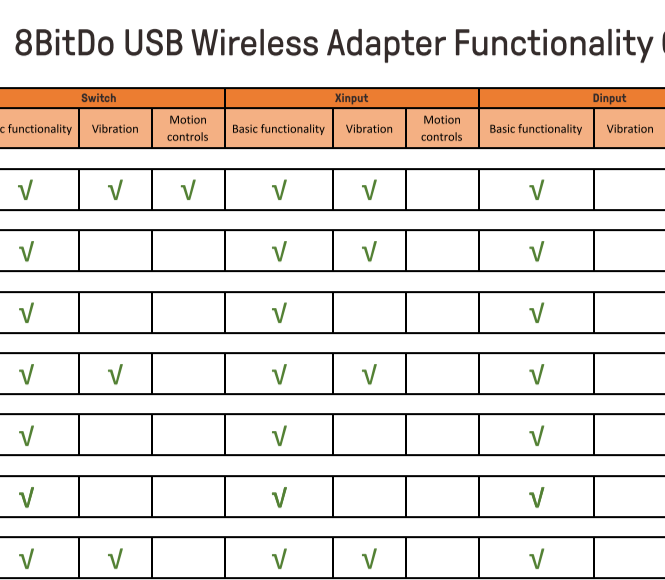 8BitDo USB Wireless Adapter Functionality
Switch Xinput Dinput
functionality Vibration Motion controls Basic functionality Vibration Motion controls Basic functionality Vibration
√ √ √ √ √ √
√ √ √ √
√ √ √
√ √ √ √ √
√ √ √
√ √ √
√ √ √ √ √